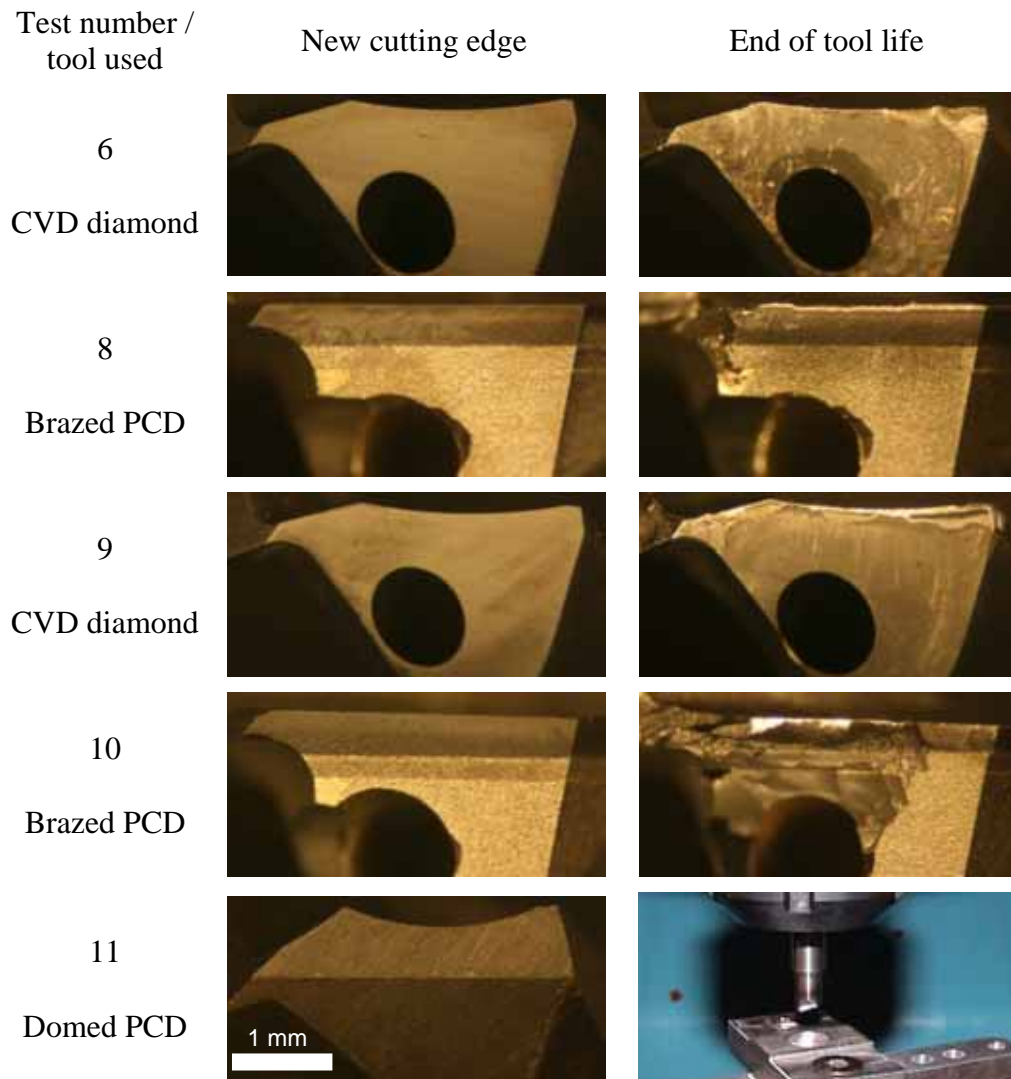 Test number /
tool used
New cutting edge
End of tool life
6
CVD diamond
8
Brazed PCD
9
CVD diamond
10
Brazed PCD
11
Domed PCD
1 mm